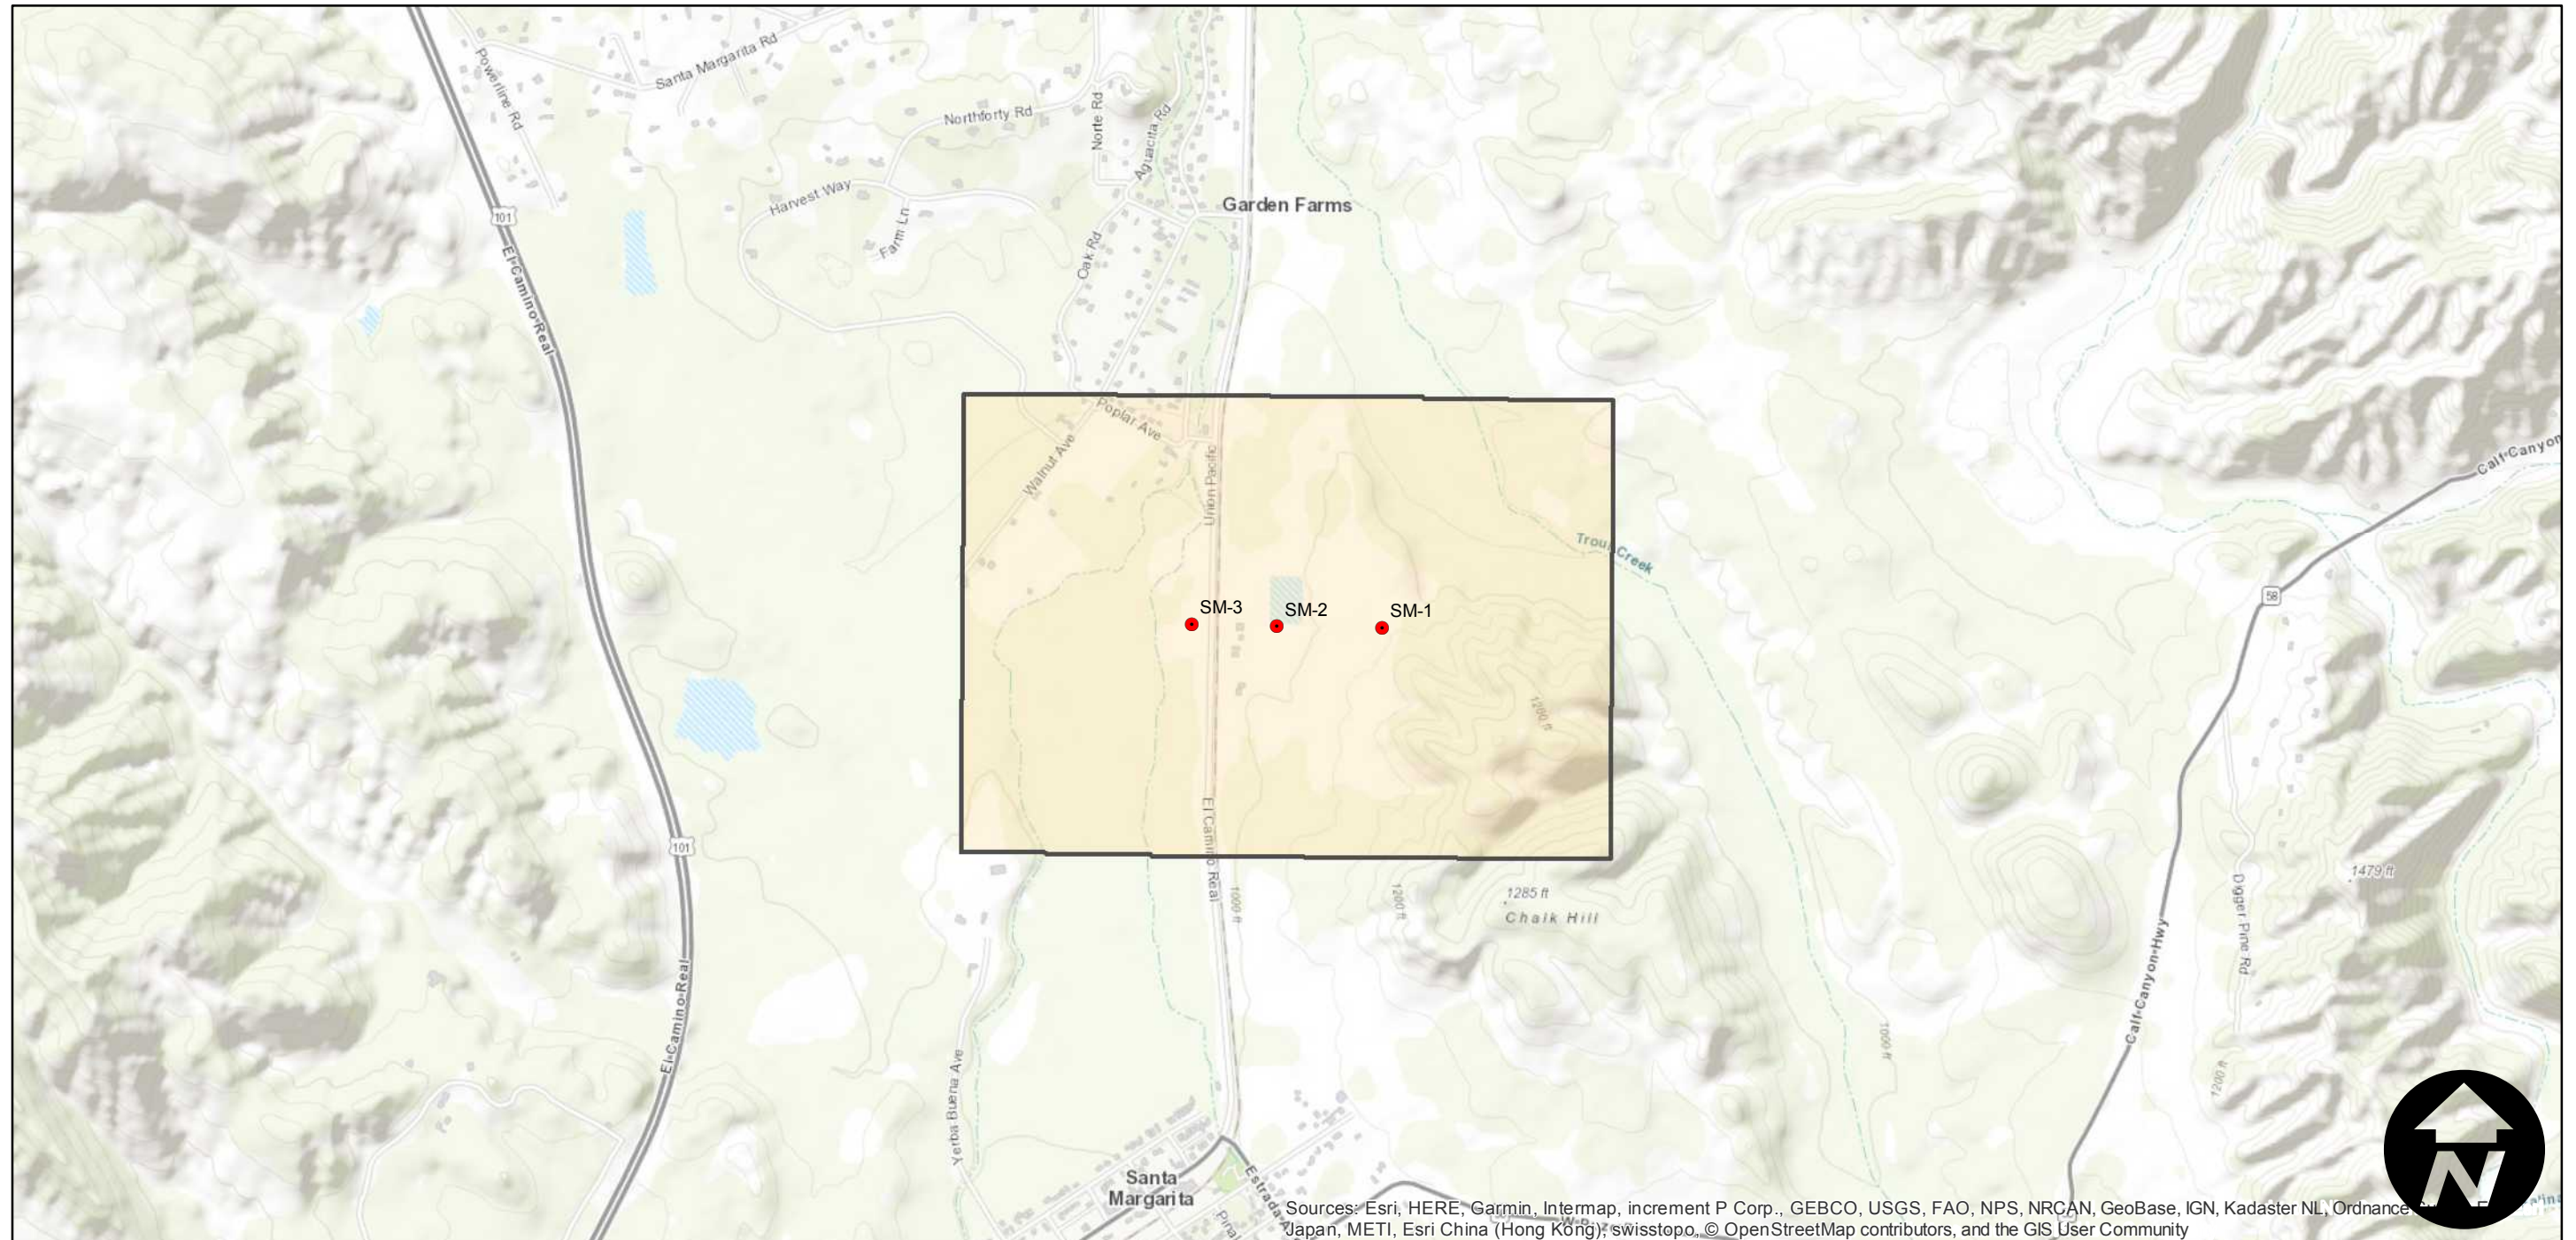 Powerline Rd
Santa Margarita Rd
Northforty Rd
Norte Rd
Aguacita Rd
Harvest Way
Farm Ln
Oak Rd
Garden Farms
101
El Camino Real
Poplar Ave
Walnut Ave
Union Pacific
Calf Canyon
Trout Creek
58
SM-3
SM-2
SM-1
1200 ft
El Camino Real
101
1000 ft
1200 ft
1285 ft
Chalk Hill
1479 ft
Digger Pine Rd
Calf Canyon Hwy
El Camino Real
1000 ft
1200 ft
Yerba Buena Ave
Santa
Margarita
Estrada
N
Sources: Esri, HERE, Garmin, Intermap, increment P Corp., GEBCO, USGS, FAO, NPS, NRCAN, GeoBase, IGN, Kadaster NL, Ordnance
Japan, METI, Esri China (Hong Kong), swisstopo, © OpenStreetMap contributors, and the GIS User Community